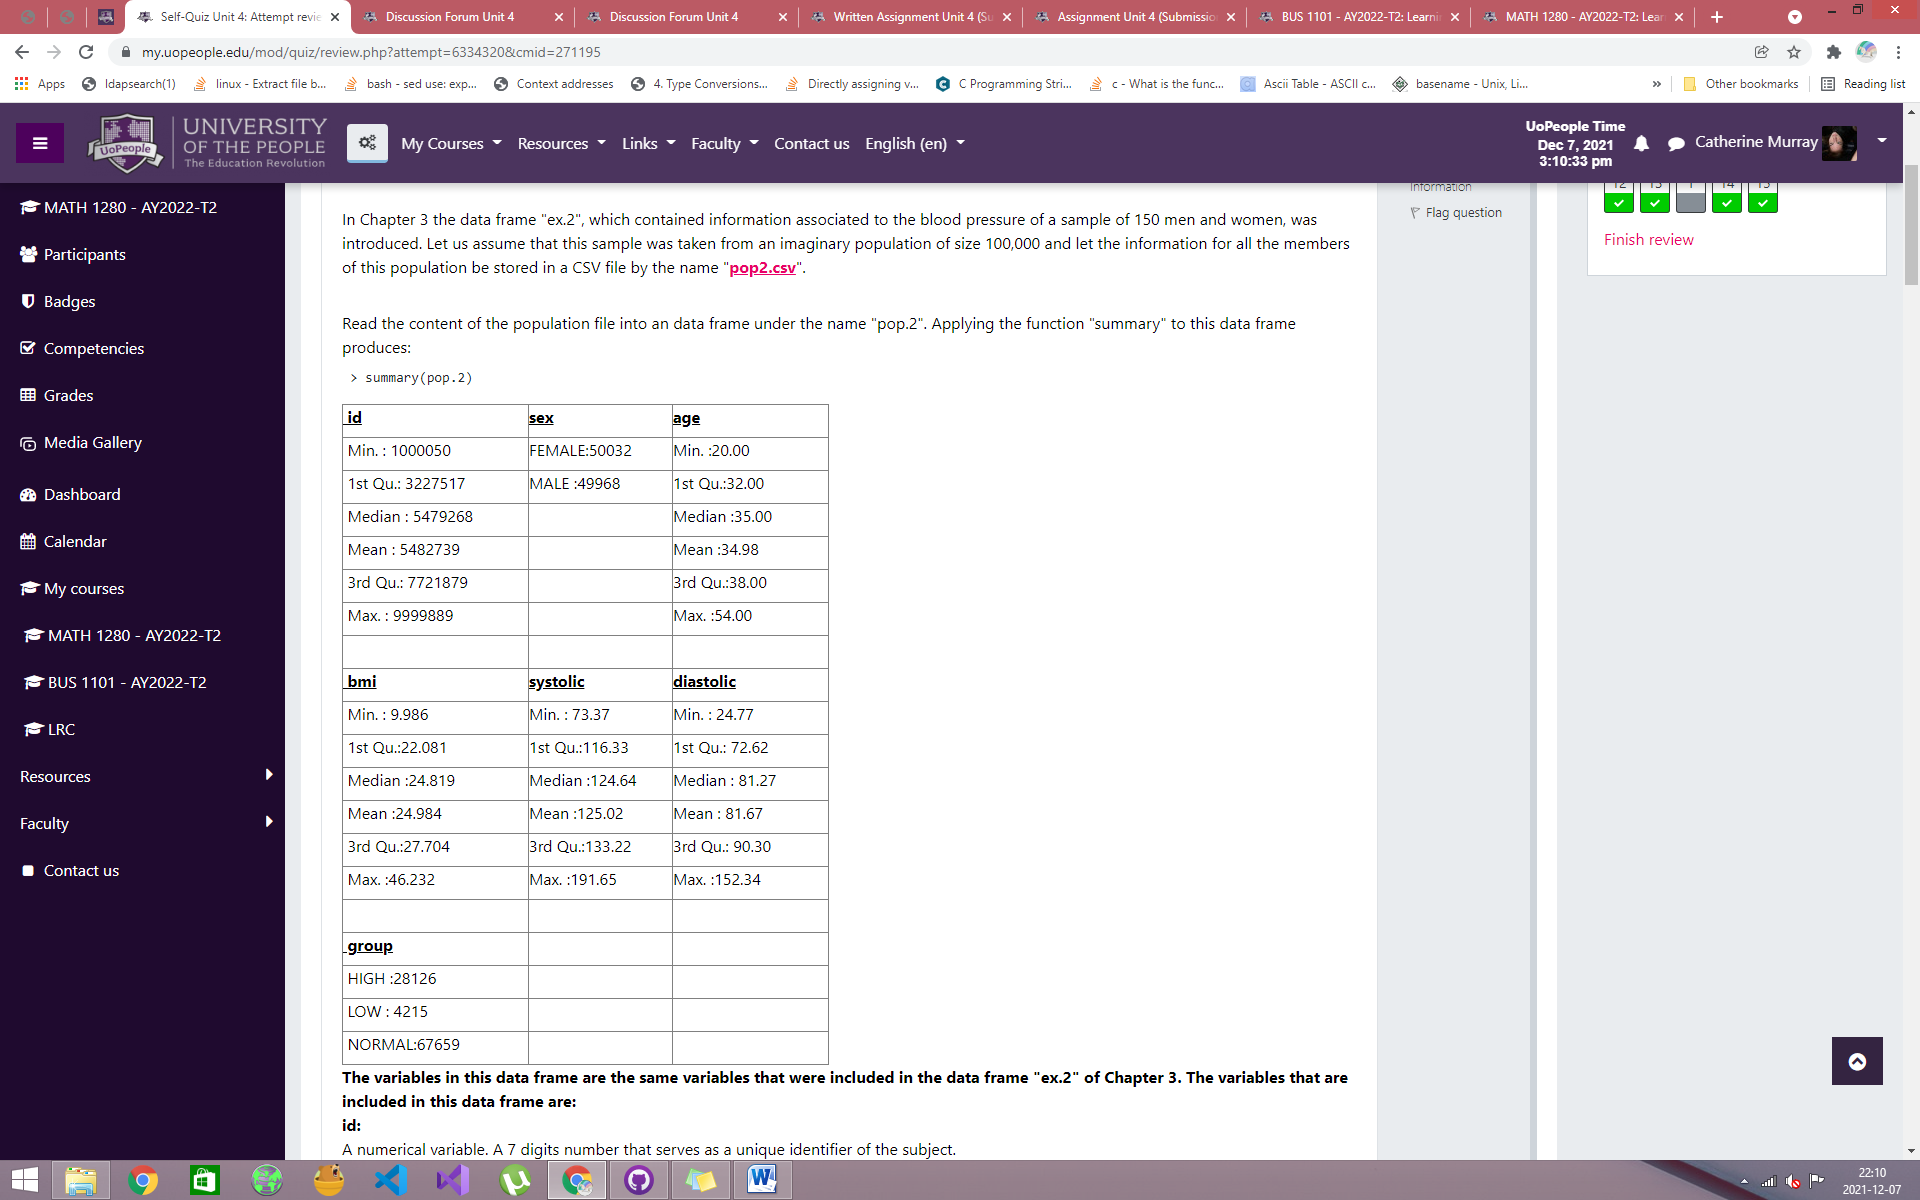 Self-Quiz Unit 4: Attempt revie
Discussion Forum Unit 4
Discussion Forum Unit 4
Written Assignment Unit 4 (Su
Assignment Unit 4 (Submissio
BUS 1101 - AY2022-T2: Learni
MATH 1280 - AY2022-T2: Lear
my.uopeople.edu/mod/quiz/review.php?attempt=6334320&cmid=271195
Apps
ldapsearch(1)
linux - Extract file b...
bash - sed use: exp...
Context addresses
4. Type Conversions...
Directly assigning v...
C Programming Stri...
c - What is the func...
Ascii Table - ASCII c...
basename - Unix, Li...
»
Other bookmarks
Reading list
UoPeople
UNIVERSITY
OF THE PEOPLE
The Education Revolution
My Courses
Resources
Links
Faculty
Contact us
English (en)
UoPeople Time
Dec 7, 2021
3:10:33 pm
Catherine Murray
MATH 1280 - AY2022-T2
Participants
Badges
Competencies
Grades
Media Gallery
Dashboard
Calendar
My courses
MATH 1280 - AY2022-T2
BUS 1101 - AY2022-T2
LRC
Resources
Faculty
Contact us
In Chapter 3 the data frame "ex.2", which contained information associated to the blood pressure of a sample of 150 men and women, was
introduced. Let us assume that this sample was taken from an imaginary population of size 100,000 and let the information for all the members
of this population be stored in a CSV file by the name "pop2.csv".
Read the content of the population file into an data frame under the name "pop.2". Applying the function "summary" to this data frame
produces:
> summary(pop.2)
id sex age
Min. : 1000050 FEMALE:50032 Min. :20.00
1st Qu.: 3227517 MALE :49968 1st Qu.:32.00
Median : 5479268 Median :35.00
Mean : 5482739 Mean :34.98
3rd Qu.: 7721879 3rd Qu.:38.00
Max. : 9999889 Max. :54.00
bmi systolic diastolic
Min. : 9.986 Min. : 73.37 Min. : 24.77
1st Qu.:22.081 1st Qu.:116.33 1st Qu.: 72.62
Median :24.819 Median :124.64 Median : 81.27
Mean :24.984 Mean :125.02 Mean : 81.67
3rd Qu.:27.704 3rd Qu.:133.22 3rd Qu.: 90.30
Max. :46.232 Max. :191.65 Max. :152.34
group
HIGH :28126
LOW : 4215
NORMAL:67659
The variables in this data frame are the same variables that were included in the data frame "ex.2" of Chapter 3. The variables that are
included in this data frame are:
id:
A numerical variable. A 7 digits number that serves as a unique identifier of the subject.
information
Flag question
12 13 i 14 15
Finish review
22:10
2021-12-07